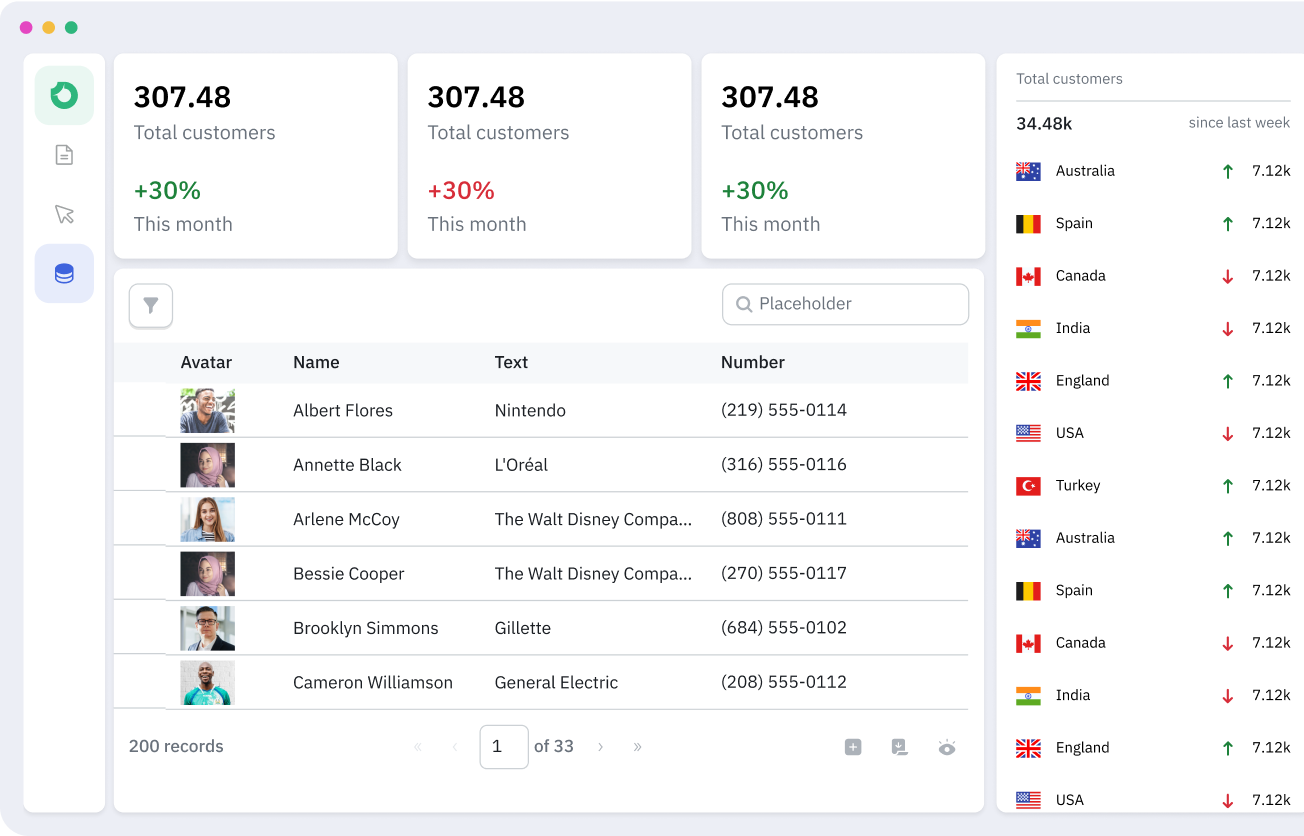 307.48
Total customers
+30%
This month
307.48
Total customers
+30%
This month
307.48
Total customers
+30%
This month
Placeholder
Avatar Name Text Number
Albert Flores Nintendo (219) 555-0114
Annette Black L'Oréal (316) 555-0116
Arlene McCoy The Walt Disney Compa... (808) 555-0111
Bessie Cooper The Walt Disney Compa... (270) 555-0117
Brooklyn Simmons Gillette (684) 555-0102
Cameron Williamson General Electric (208) 555-0112
200 records « ‹ 1 of 33 › »
Total customers
34.48k since last week
Australia ↑ 7.12k
Spain ↑ 7.12k
Canada ↓ 7.12k
India ↓ 7.12k
England ↑ 7.12k
USA ↓ 7.12k
Turkey ↑ 7.12k
Australia ↑ 7.12k
Spain ↑ 7.12k
Canada ↓ 7.12k
India ↓ 7.12k
England ↑ 7.12k
USA ↓ 7.12k